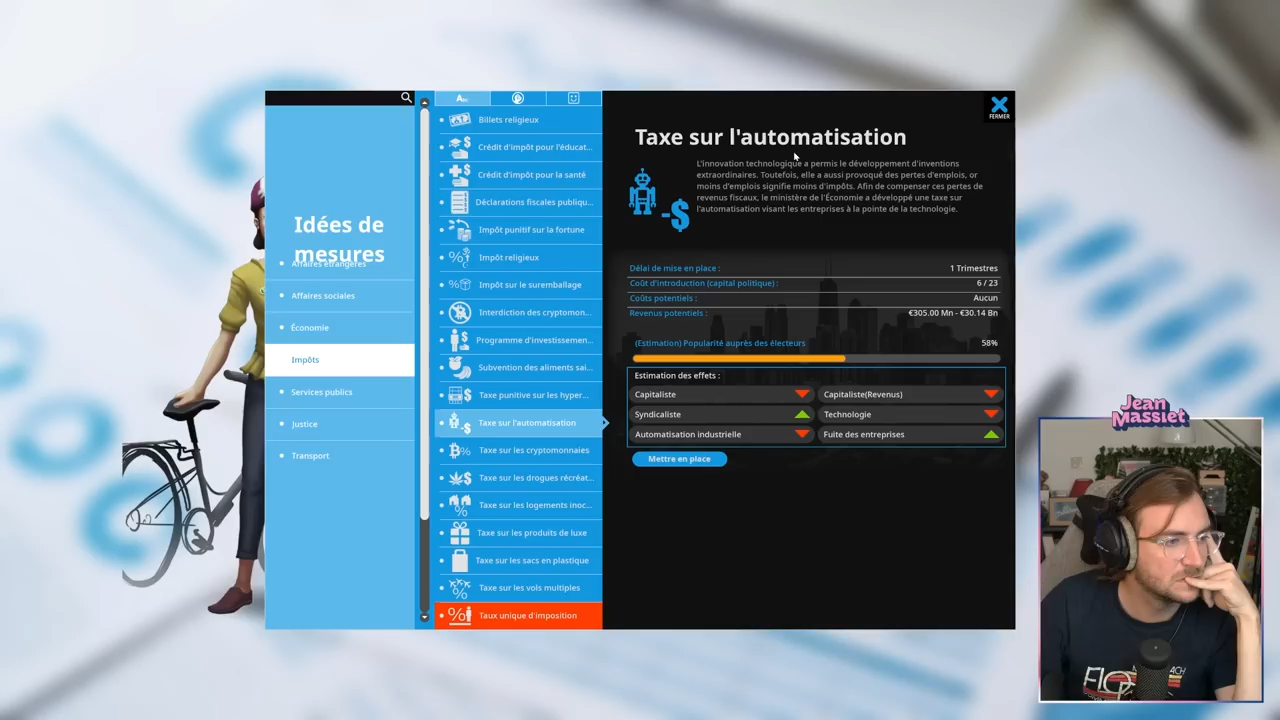 FERMER
Idées de
mesures
Affaires étrangères
Affaires sociales
Économie
Impôts
Services publics
Justice
Transport
Billets religieux
Crédit d'impôt pour l'éducat...
Crédit d'impôt pour la santé
Déclarations fiscales publiqu...
Impôt punitif sur la fortune
Impôt religieux
Impôt sur le suremballage
Interdiction des cryptomon...
Programme d'investissemen...
Subvention des aliments sai...
Taxe punitive sur les hyper...
Taxe sur l'automatisation
Taxe sur les cryptomonnaies
Taxe sur les drogues récréat...
Taxe sur les logements inoc...
Taxe sur les produits de luxe
Taxe sur les sacs en plastique
Taxe sur les vols multiples
Taux unique d'imposition
Taxe sur l'automatisation
L'innovation technologique a permis le développement d'inventions
extraordinaires. Toutefois, elle a aussi provoqué des pertes d'emplois, or
moins d'emplois signifie moins d'impôts. Afin de compenser ces pertes de
revenus fiscaux, le ministère de l'Économie a développé une taxe sur
l'automatisation visant les entreprises à la pointe de la technologie.
Délai de mise en place : 1 Trimestres
Coût d'introduction (capital politique) : 6 / 23
Coûts potentiels : Aucun
Revenus potentiels : €305.00 Mn - €30.14 Bn
(Estimation) Popularité auprès des électeurs 58%
Estimation des effets :
Capitaliste Capitaliste(Revenus)
Syndicaliste Technologie
Automatisation industrielle Fuite des entreprises
Mettre en place
Jean
Massiet